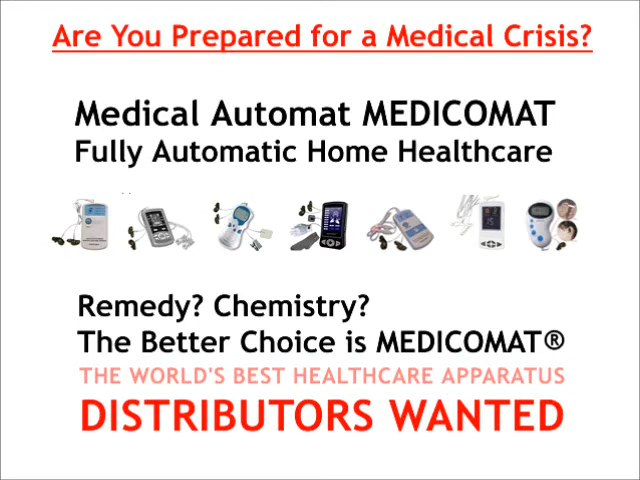 Are You Prepared for a Medical Crisis?
Medical Automat MEDICOMAT
Fully Automatic Home Healthcare
Remedy? Chemistry?
The Better Choice is MEDICOMAT®
THE WORLD'S BEST HEALTHCARE APPARATUS
DISTRIBUTORS WANTED